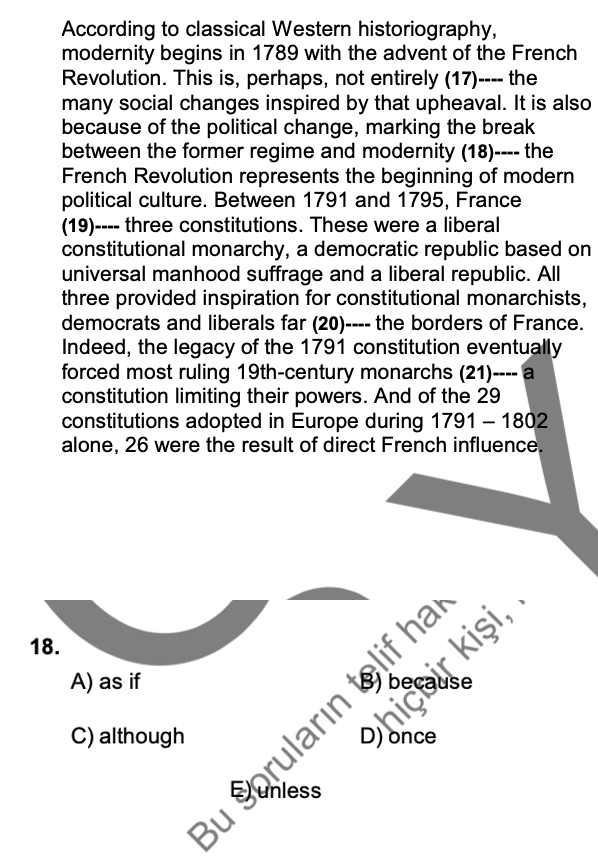 According to classical Western historiography,
modernity begins in 1789 with the advent of the French
Revolution. This is, perhaps, not entirely (17)---- the
many social changes inspired by that upheaval. It is also
because of the political change, marking the break
between the former regime and modernity (18)---- the
French Revolution represents the beginning of modern
political culture. Between 1791 and 1795, France
(19)---- three constitutions. These were a liberal
constitutional monarchy, a democratic republic based on
universal manhood suffrage and a liberal republic. All
three provided inspiration for constitutional monarchists,
democrats and liberals far (20)---- the borders of France.
Indeed, the legacy of the 1791 constitution eventually
forced most ruling 19th-century monarchs (21)---- a
constitution limiting their powers. And of the 29
constitutions adopted in Europe during 1791 – 1802
alone, 26 were the result of direct French influence.
18.
A) as if
B) because
C) although
D) once
E) unless
Bu soruların telif hak
hiçbir kişi,